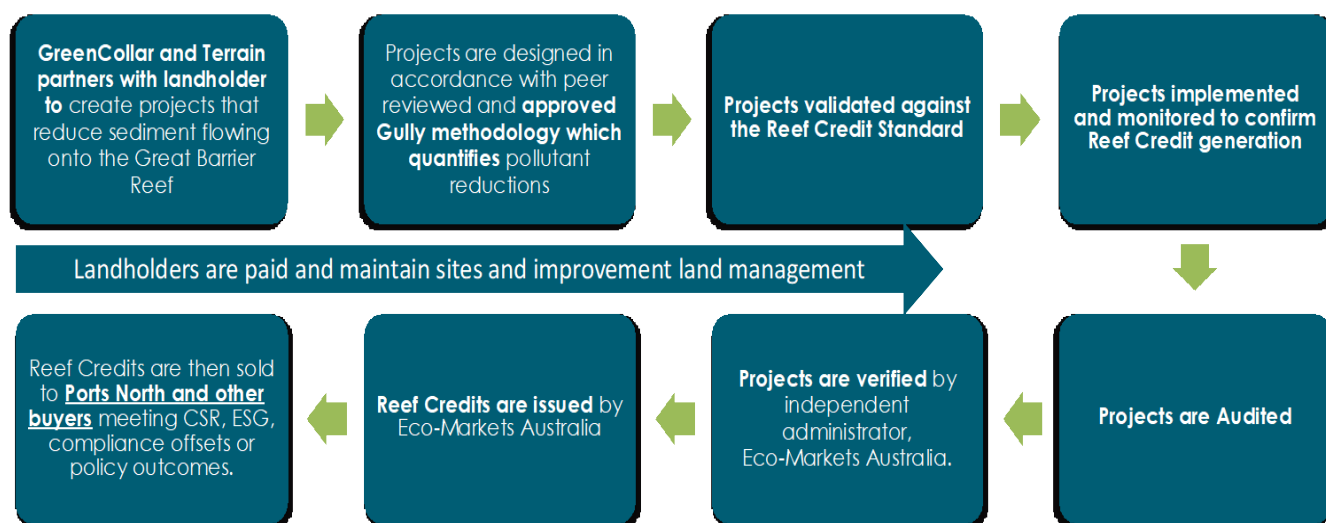 GreenCollar and Terrain
partners with landholder
to create projects that
reduce sediment flowing
onto the Great Barrier
Reef
Projects are designed in
accordance with peer
reviewed and approved
Gully methodology which
quantifies pollutant
reductions
Projects validated against
the Reef Credit Standard
Projects implemented
and monitored to confirm
Reef Credit generation
Landholders are paid and maintain sites and improvement land management
Projects are Audited
Projects are verified by
independent
administrator,
Eco-Markets Australia.
Reef Credits are issued by
Eco-Markets Australia
Reef Credits are then sold
to Ports North and other
buyers meeting CSR, ESG,
compliance offsets or
policy outcomes.